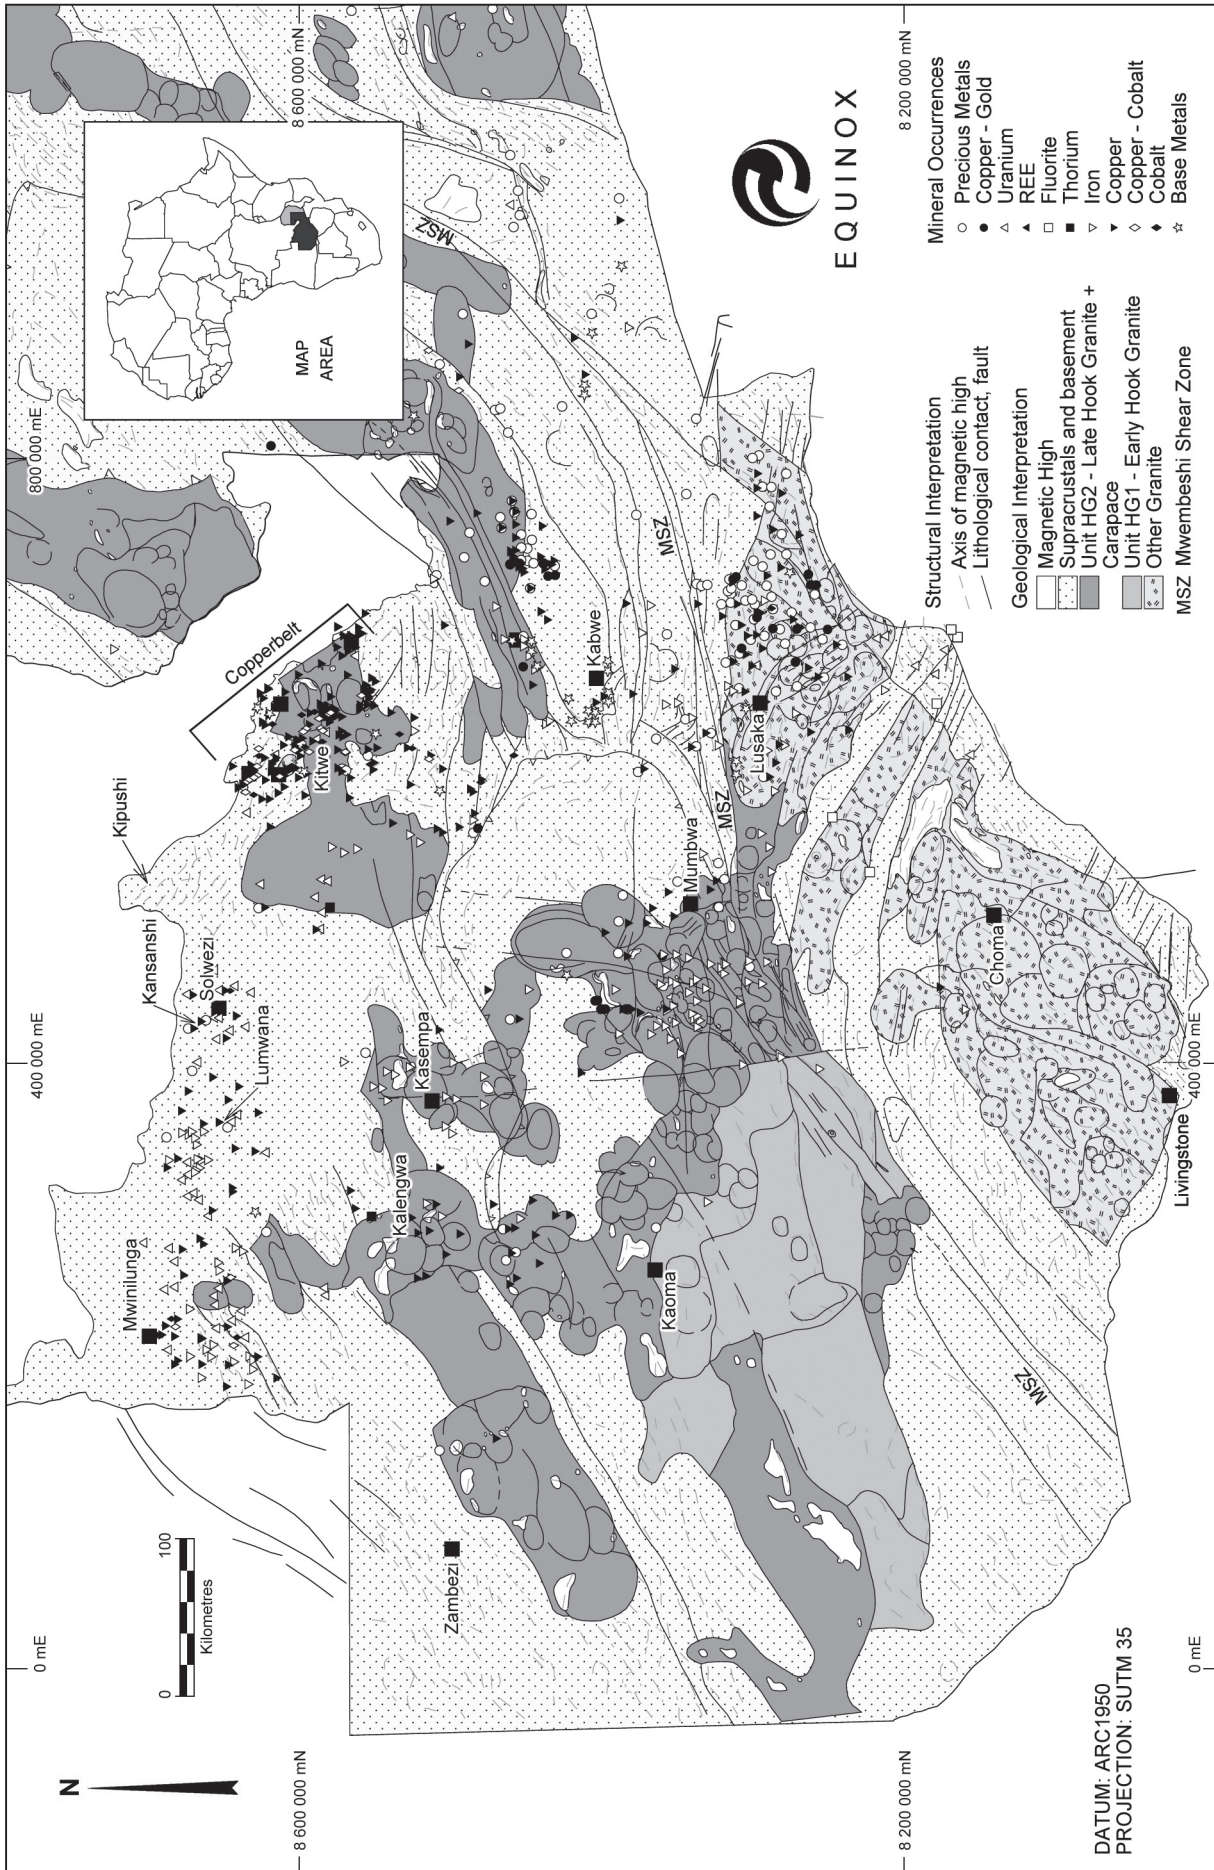 N
0
100
Kilometres
0 mE
400 000 mE
800 000 mE
8 600 000 mN
8 600 000 mN
8 200 000 mN
8 200 000 mN
0 mE
400 000 mE
MAP
AREA
Mwinilunga
Kansanshi
Solwezi
Lumwana
Kipushi
Copperbelt
Kitwe
Zambezi
Kalengwa
Kasempa
Kabwe
Kaoma
Mumbwa
Lusaka
Choma
Livingstone
MSZ
MSZ
MSZ
MSZ
EQUINOX
Structural Interpretation
Axis of magnetic high
Lithological contact, fault
Geological Interpretation
Magnetic High
Supracrustals and basement
Unit HG2 - Late Hook Granite +
Carapace
Unit HG1 - Early Hook Granite
Other Granite
MSZ Mwembeshi Shear Zone
Mineral Occurrences
Precious Metals
Copper - Gold
Uranium
REE
Fluorite
Thorium
Iron
Copper
Copper - Cobalt
Cobalt
Base Metals
DATUM: ARC1950
PROJECTION: SUTM 35